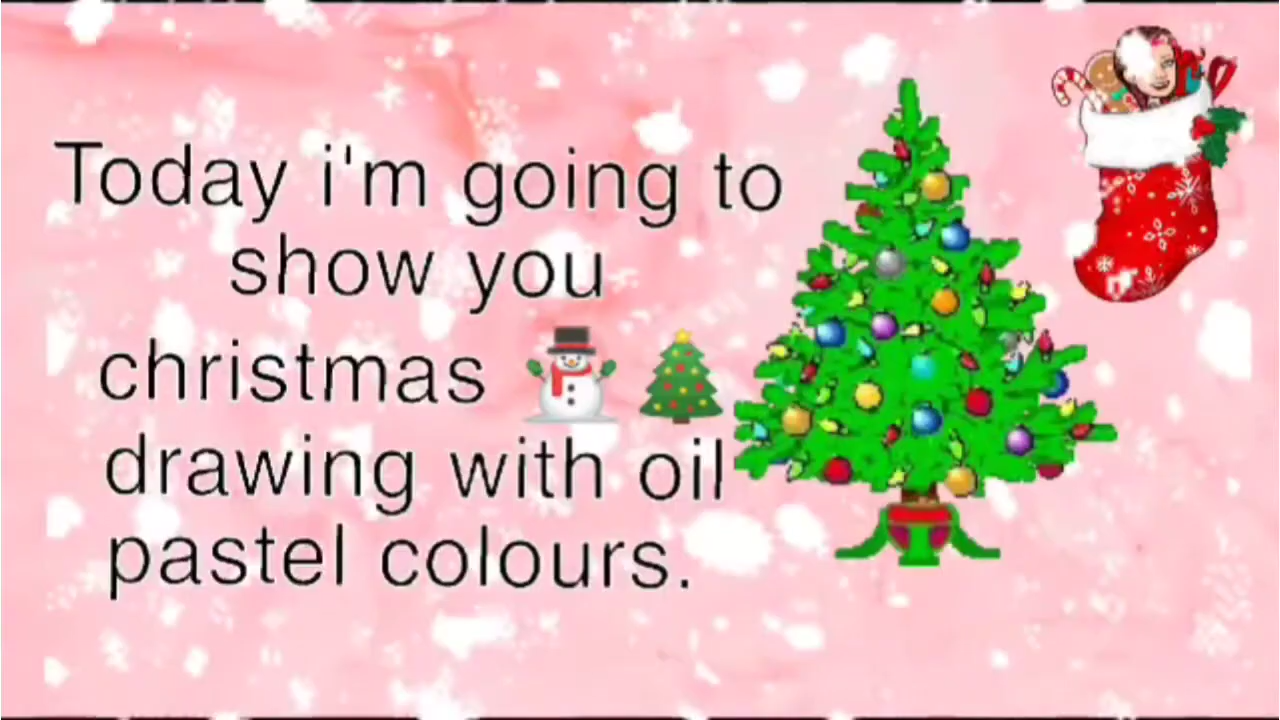 Today i'm going to
show you
christmas ⛄🎄
drawing with oil
pastel colours.